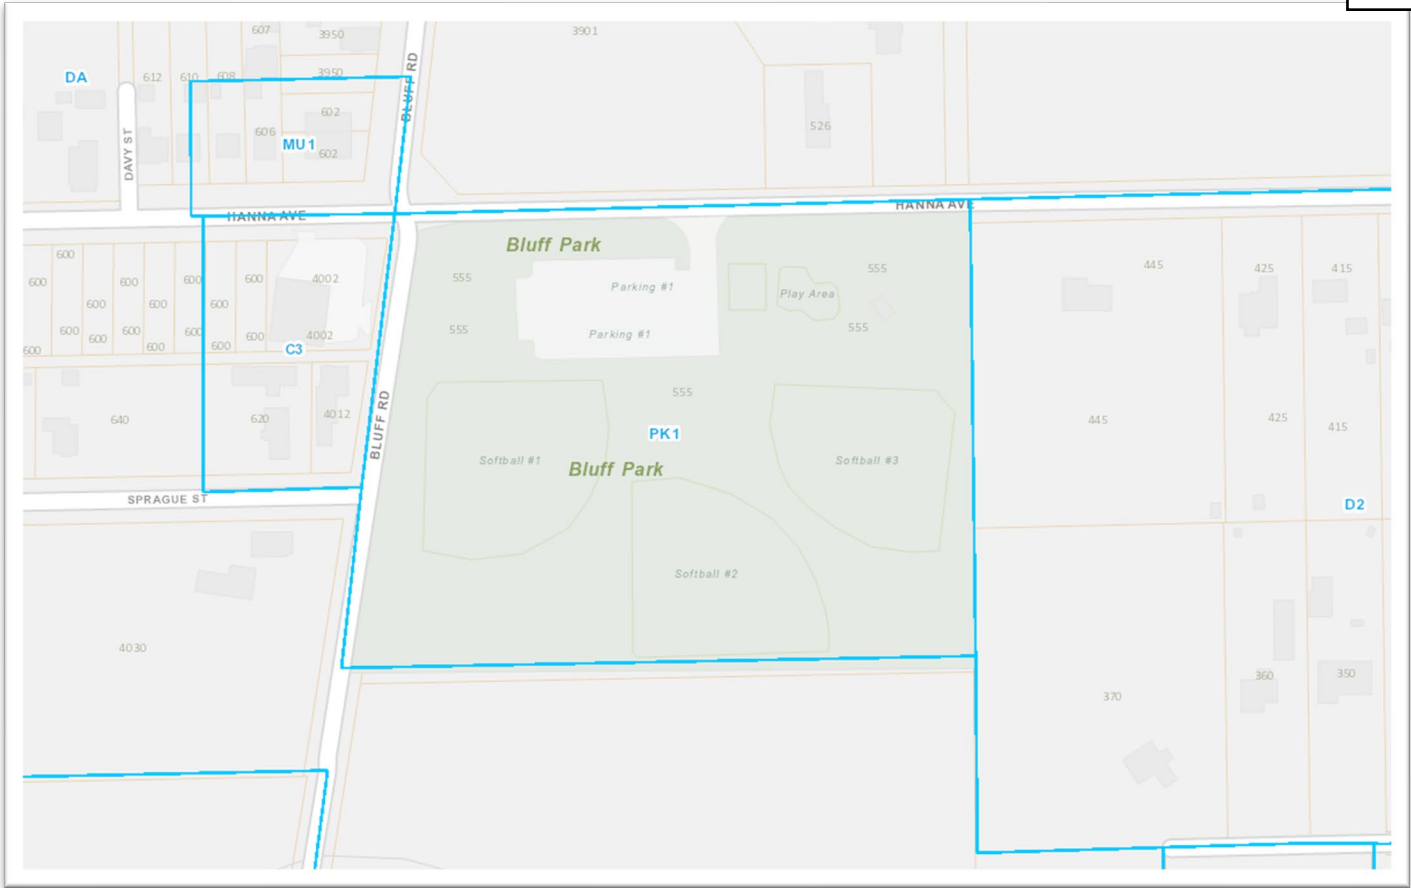 607
3950
3901
BLUFF RD
DA
612
610
608
3950
602
526
606
MU1
602
DAVY ST
HANNA AVE
HANNA AVE
Bluff Park
600
600
600
600
600
4002
555
555
445
425
415
Parking #1
Play Area
600
600
600
600
600
600
600
600
600
600
600
4002
555
Parking #1
555
C3
555
640
620
4012
BLUFF RD
PK1
445
425
415
Softball #1
Bluff Park
Softball #3
SPRAGUE ST
D2
Softball #2
4030
370
360
350